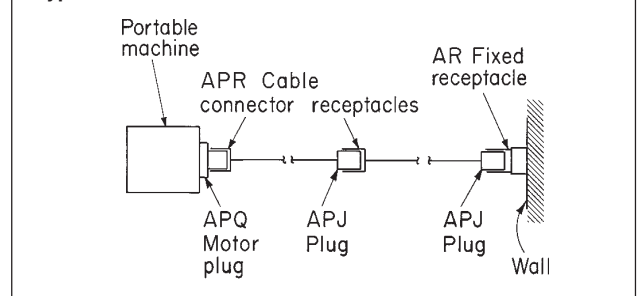 Portable
machine
APR Cable
connector receptacles
AR Fixed
receptacle
APQ
Motor
plug
APJ
Plug
APJ
Plug
Wall